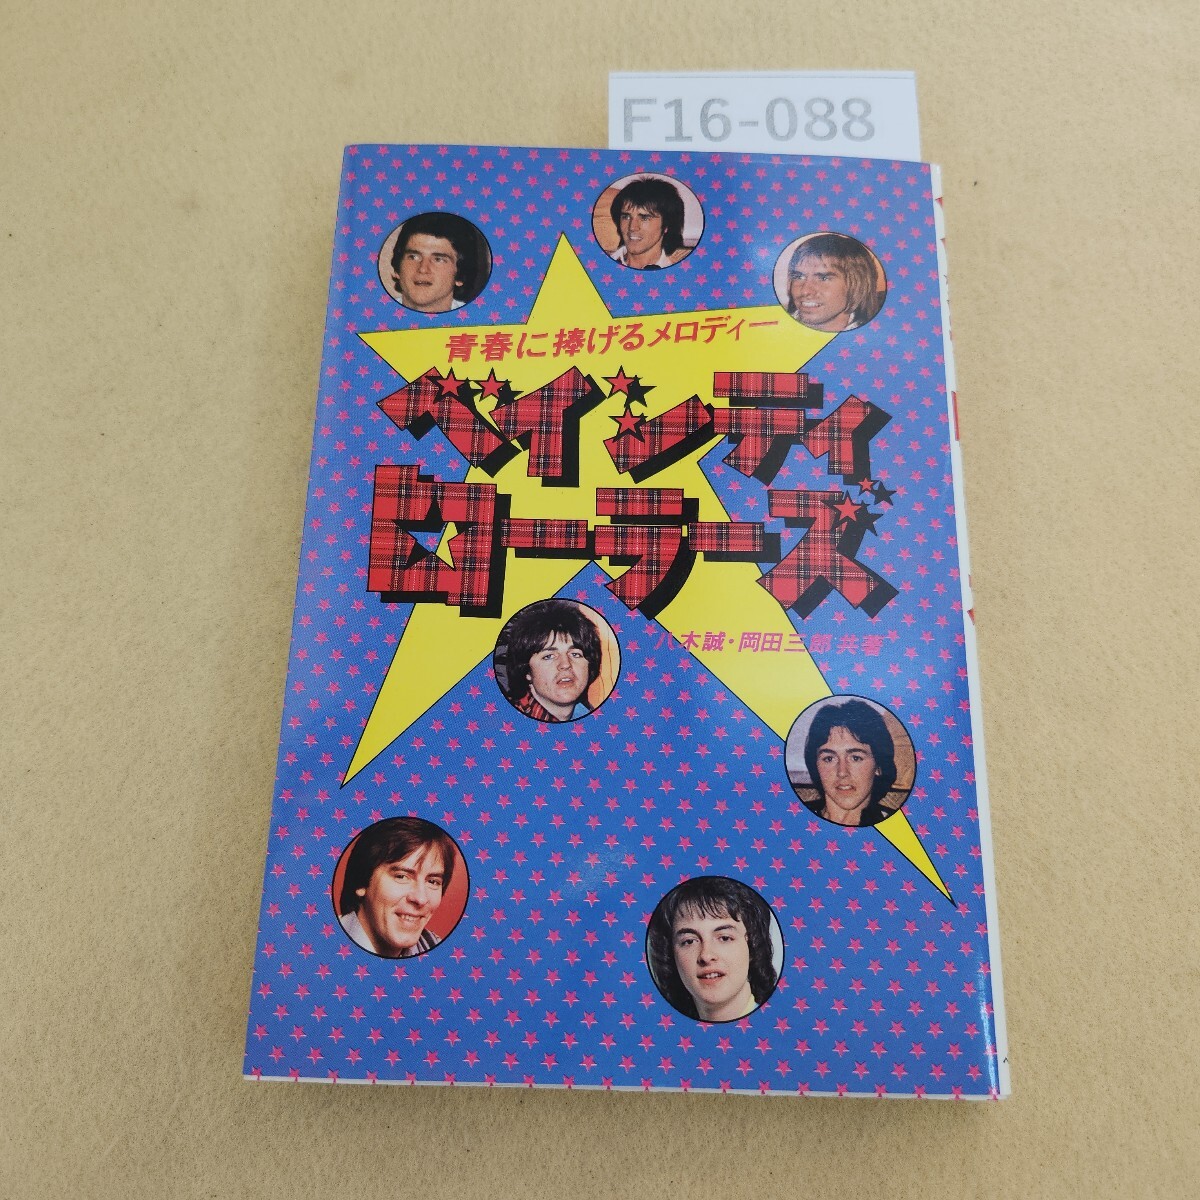 F16-088
青春に捧げるメロディー
ベイシティ
ローラーズ
八木誠・岡田三郎共著